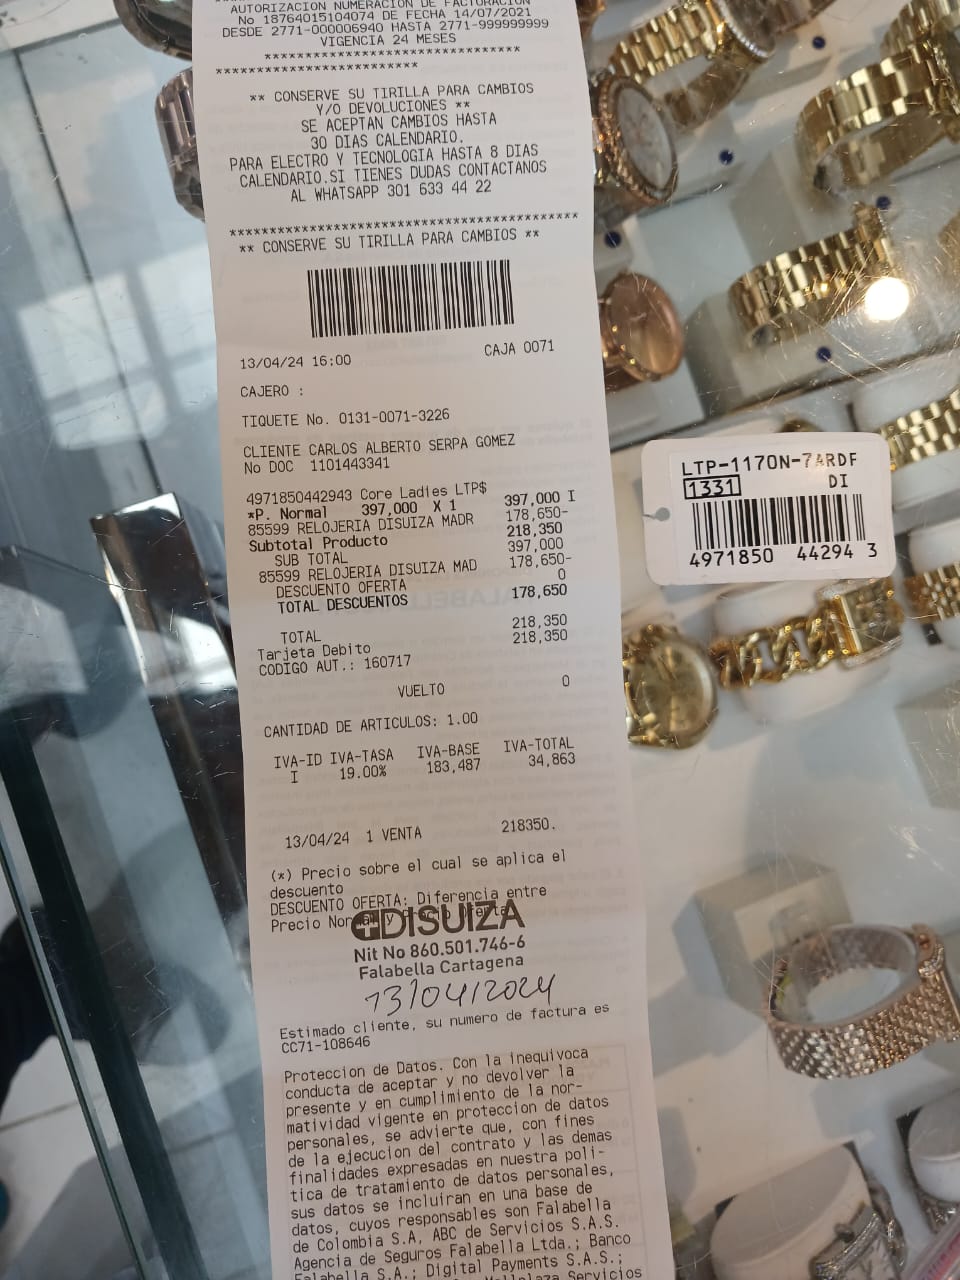 AUTORIZACION NUMERACION DE FACTURACION
No 18764015104074 DE FECHA 14/07/2021
DESDE 2771-000006940 HASTA 2771-999999999
VIGENCIA 24 MESES
***********************************
****************************
** CONSERVE SU TIRILLA PARA CAMBIOS
Y/O DEVOLUCIONES **
SE ACEPTAN CAMBIOS HASTA
30 DIAS CALENDARIO.
PARA ELECTRO Y TECNOLOGIA HASTA 8 DIAS
CALENDARIO.SI TIENES DUDAS CONTACTANOS
AL WHATSAPP 301 633 44 22
******************************************
** CONSERVE SU TIRILLA PARA CAMBIOS **
13/04/24 16:00 CAJA 0071
CAJERO :
TIQUETE No. 0131-0071-3226
CLIENTE CARLOS ALBERTO SERPA GOMEZ
No DOC 1101443341
4971850442943 Core Ladies LTP$ 397,000 I
*P. Normal 397,000 X 1 178,650-
85599 RELOJERIA DISUIZA MADR 218,350
Subtotal Producto 397,000
SUB TOTAL 178,650-
85599 RELOJERIA DISUIZA MAD 0
DESCUENTO OFERTA
TOTAL DESCUENTOS 178,650
TOTAL 218,350
Tarjeta Debito 218,350
CODIGO AUT.: 160717
VUELTO 0
CANTIDAD DE ARTICULOS: 1.00
IVA-ID IVA-TASA IVA-BASE IVA-TOTAL
I 19.00% 183,487 34,863
13/04/24 1 VENTA 218350.
(*) Precio sobre el cual se aplica el
descuento
DESCUENTO OFERTA: Diferencia entre
Precio Normal y Precio Oferta
DISUIZA
Nit No 860.501.746-6
Falabella Cartagena
13/04/2024
Estimado cliente, su numero de factura es
CC71-108646
Proteccion de Datos. Con la inequivoca
conducta de aceptar y no devolver la
presente y en cumplimiento de la nor-
matividad vigente en proteccion de datos
personales, se advierte que, con fines
de la ejecucion del contrato y las demas
finalidades expresadas en nuestra poli-
tica de tratamiento de datos personales,
sus datos se incluiran en una base de
datos, cuyos responsables son Falabella
de Colombia S.A, ABC de Servicios S.A.S.
Agencia de Seguros Falabella Ltda.; Banco
Falabella S.A.; Digital Payments S.A.S.;
Mallplaza Servicios
LTP-1170N-7ARDF
1331 DI
4971850 44294 3